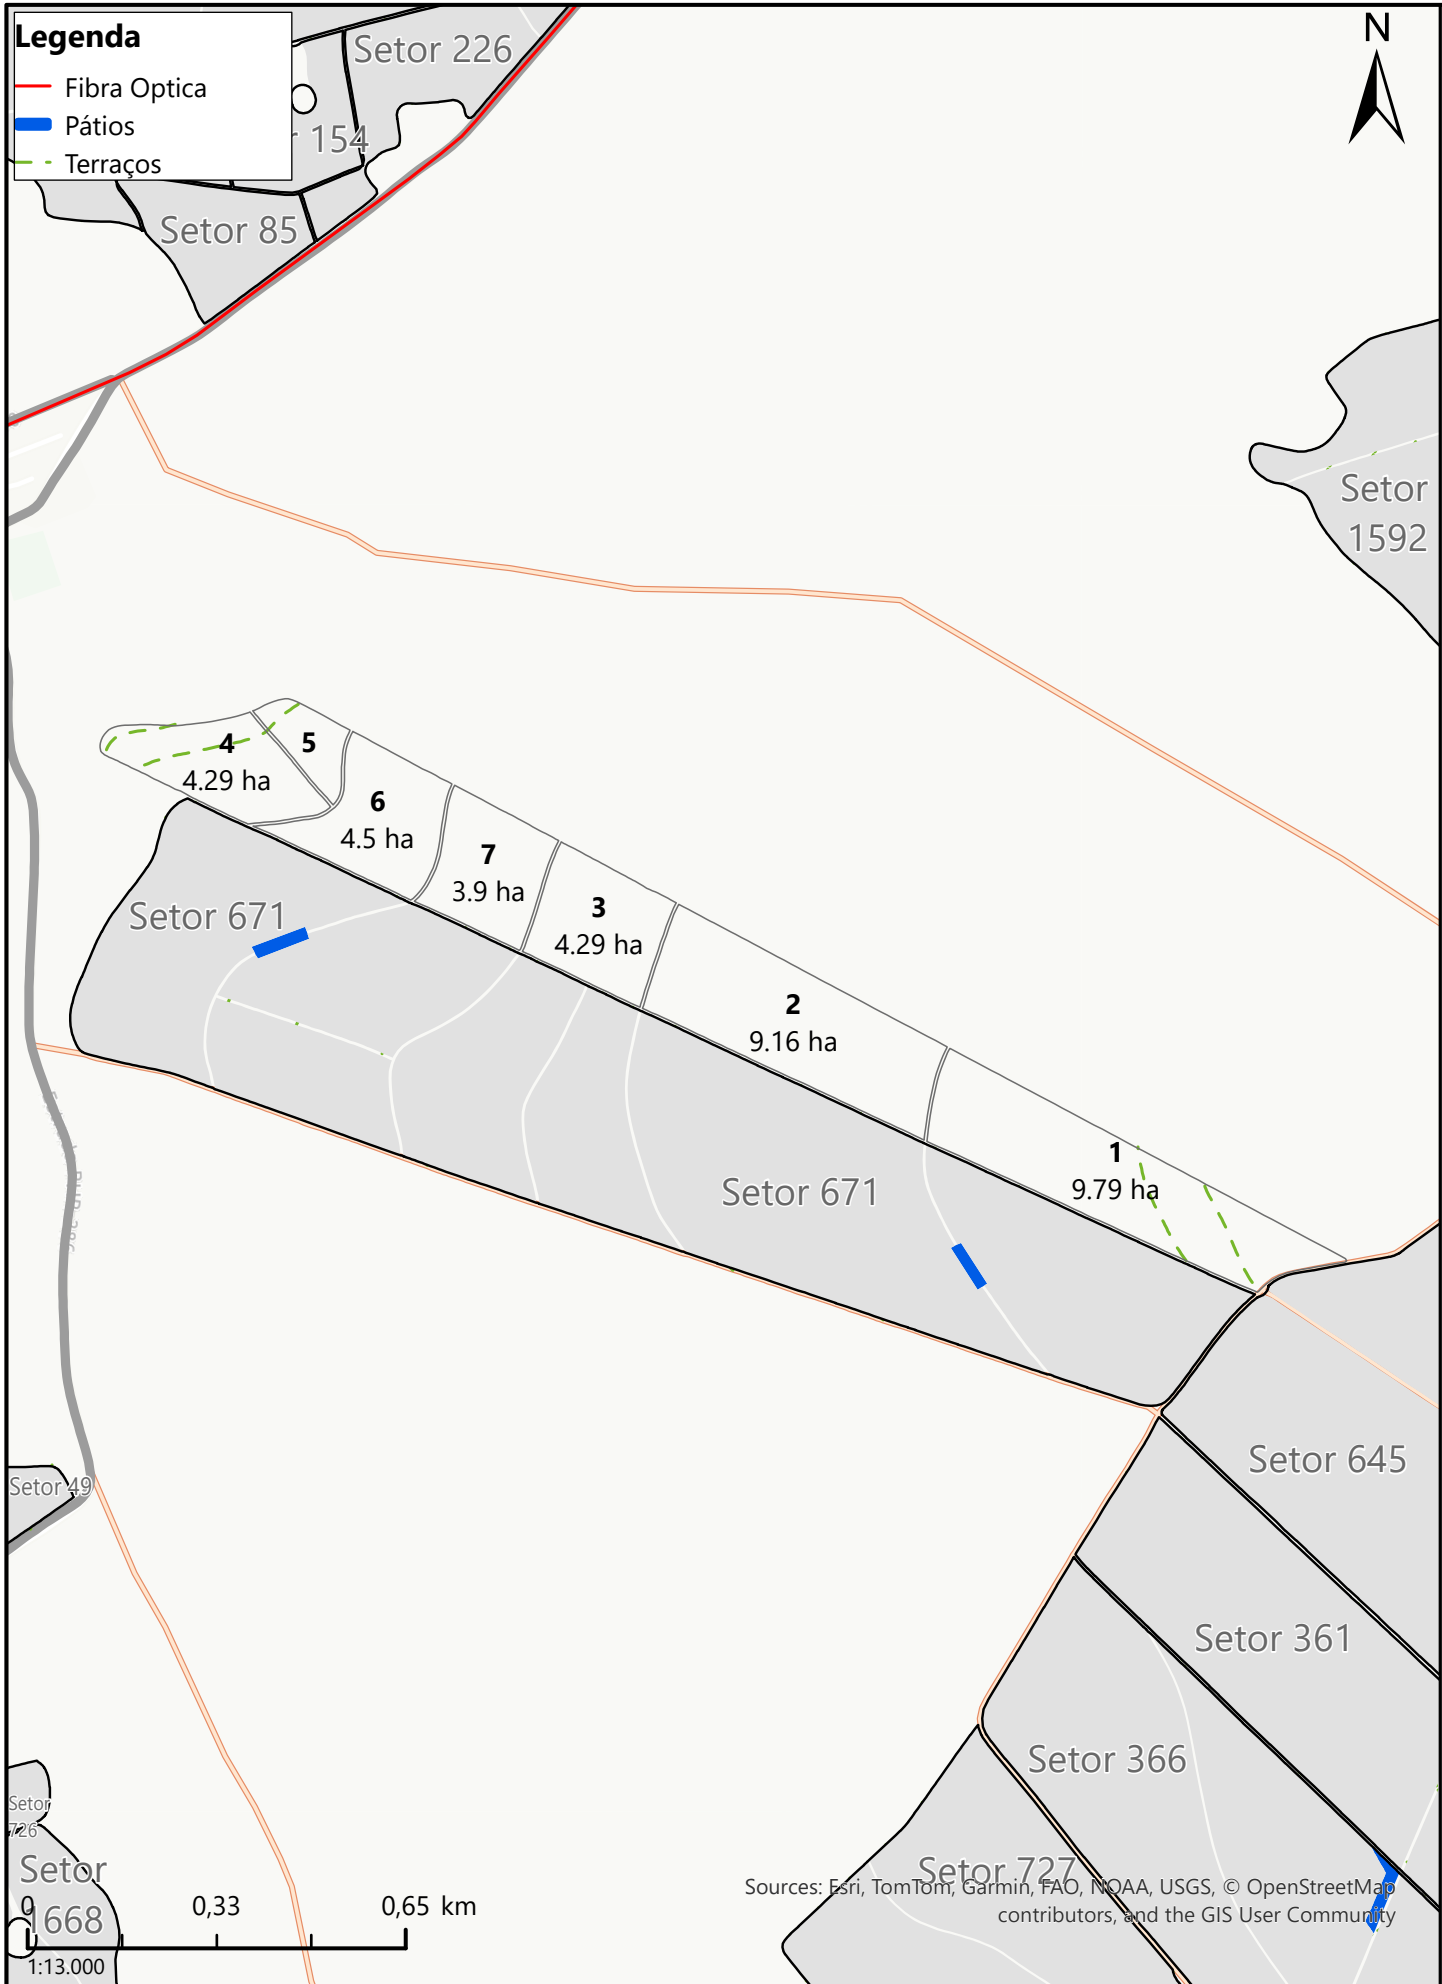 Legenda
Fibra Optica
Pátios
Terraços
N
Setor 226
154
Setor 85
Setor
1592
4
4.29 ha
5
6
4.5 ha
7
3.9 ha
3
4.29 ha
2
9.16 ha
1
9.79 ha
Setor 671
Setor 671
Setor 49
Setor 645
Setor 361
Setor 366
Setor 727
Setor
726
Setor
1668
0
0,33
0,65 km
1:13.000
Sources: Esri, TomTom, Garmin, FAO, NOAA, USGS, © OpenStreetMap
contributors, and the GIS User Community